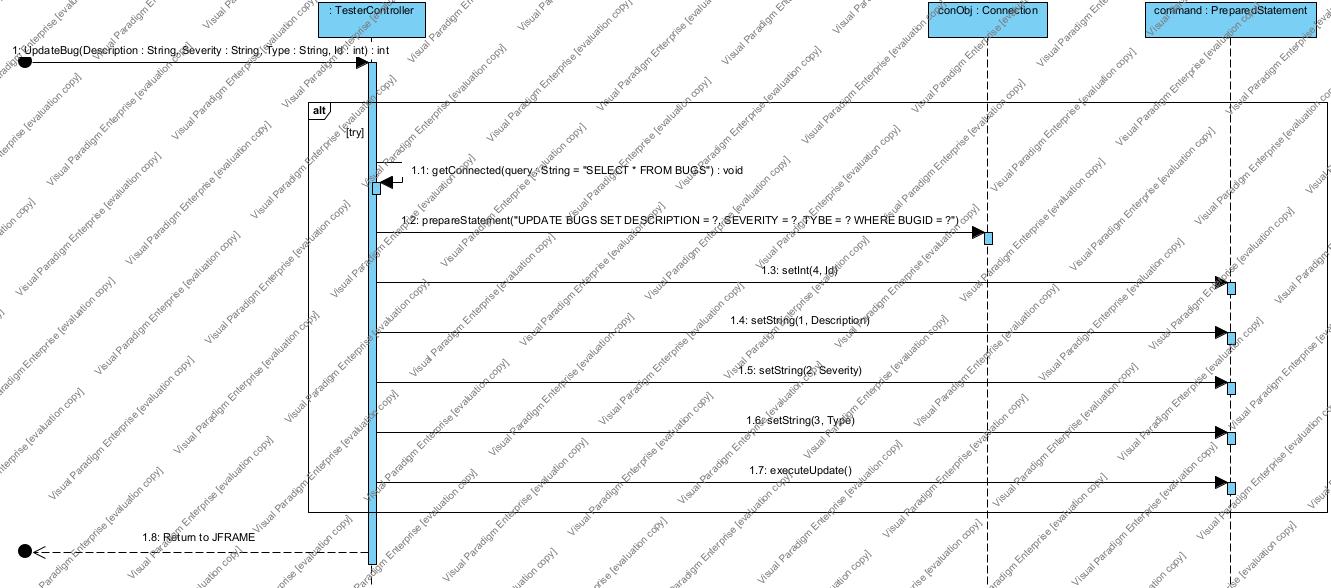 : TesterController
conObj : Connection
command : PreparedStatement
1: UpdateBug(Description : String, Severity : String, Type : String, Id : int) : int
alt
[try]
1.1: getConnected(query : String = "SELECT * FROM BUGS") : void
1.2: prepareStatement("UPDATE BUGS SET DESCRIPTION = ?, SEVERITY = ?, TYBE = ? WHERE BUGID = ?")
1.3: setInt(4, Id)
1.4: setString(1, Description)
1.5: setString(2, Severity)
1.6: setString(3, Type)
1.7: executeUpdate()
1.8: Return to JFRAME
Visual Paradigm Enterprise [evaluation copy]